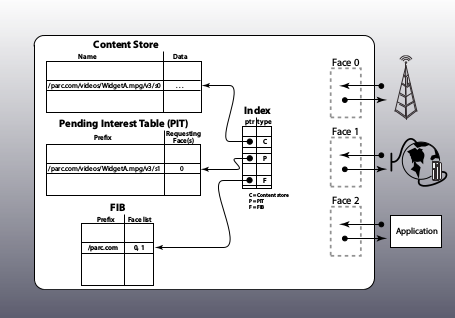 Content Store
Name Data
/parc.com/videos/WidgetA.mpg/v3/s0 . . .
Pending Interest Table (PIT)
Prefix Requesting Face(s)
/parc.com/videos/WidgetA.mpg/v3/s1 0
FIB
Prefix Face list
/parc.com 0, 1
Index
ptr type
C
P
F
C = Content store
P = PIT
F = FIB
Face 0
Face 1
Face 2
Application